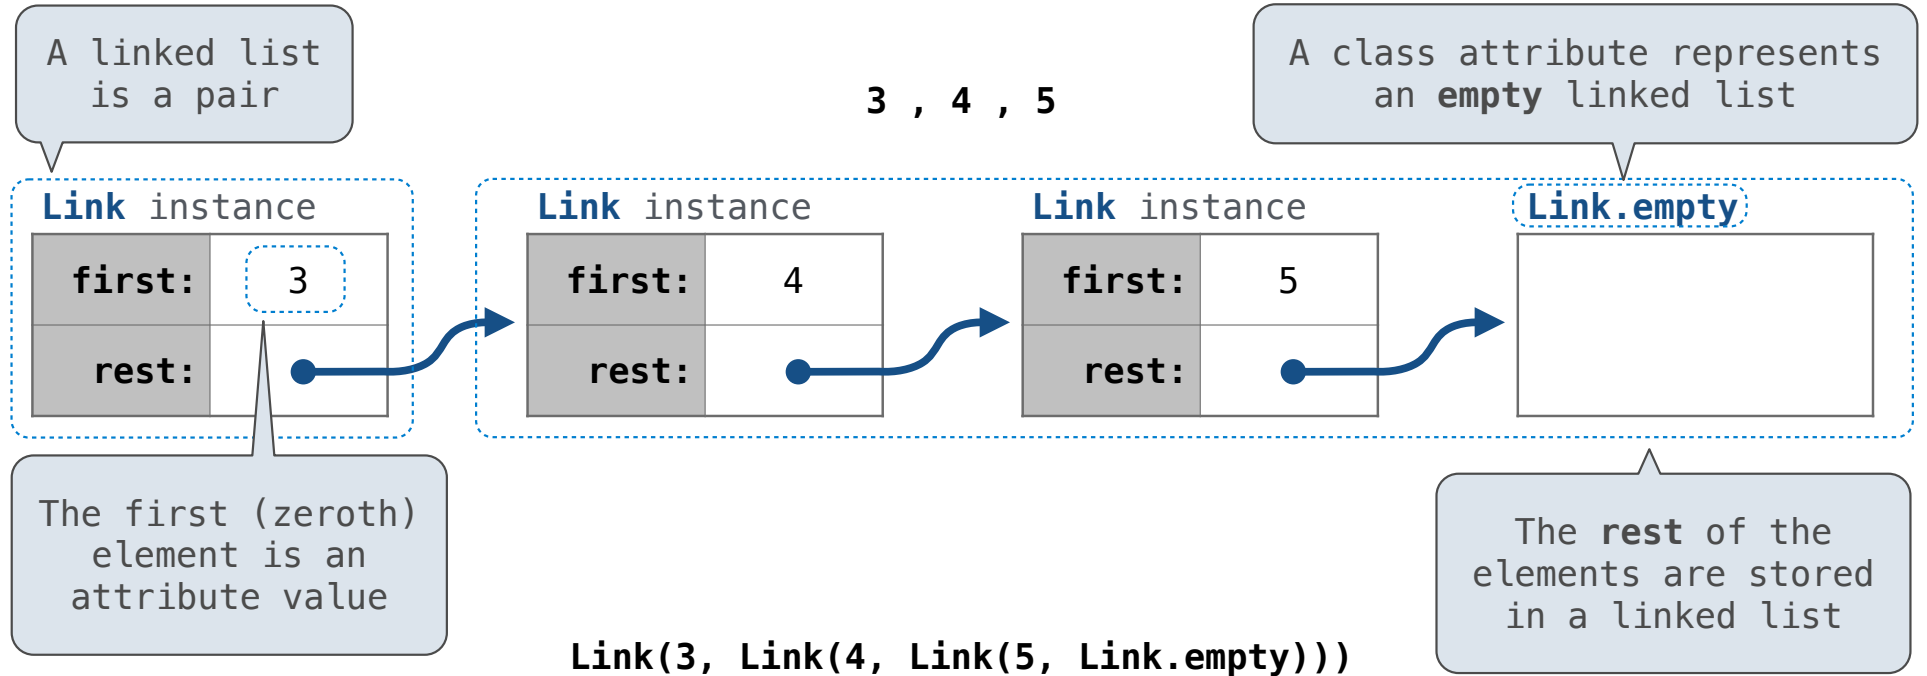 A linked list
is a pair
3 , 4 , 5
A class attribute represents
an empty linked list
Link instance
first: 3
rest:
Link instance
first: 4
rest:
Link instance
first: 5
rest:
Link.empty
The first (zeroth)
element is an
attribute value
The rest of the
elements are stored
in a linked list
Link(3, Link(4, Link(5, Link.empty)))